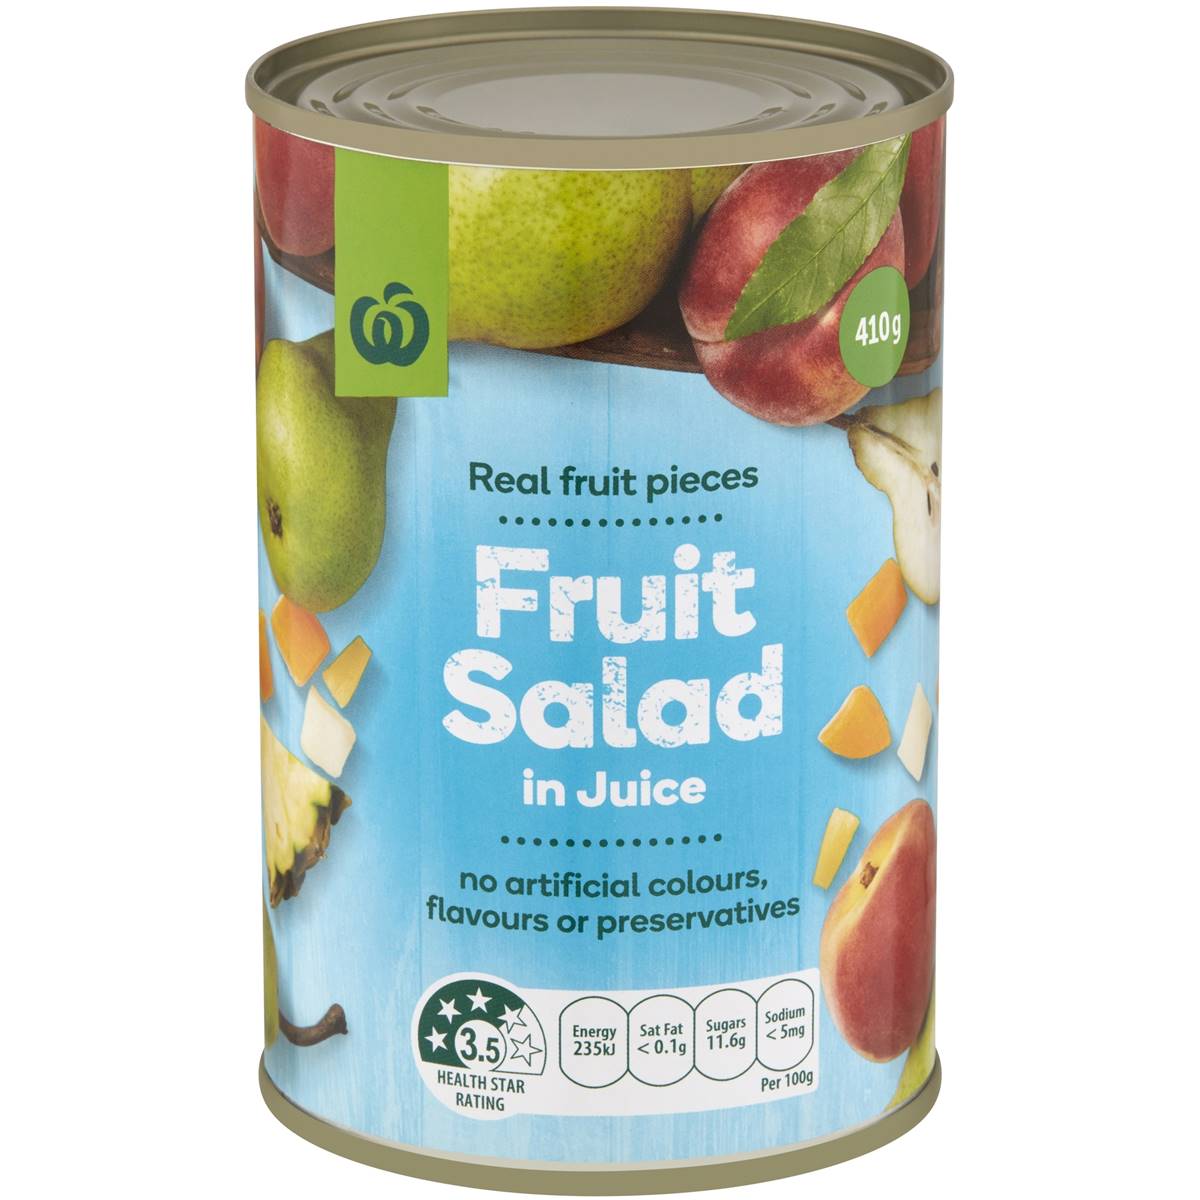 410g
Real fruit pieces
Fruit
Salad
in Juice
no artificial colours,
flavours or preservatives
3.5
HEALTH STAR
RATING
Energy
235kJ
Sat Fat
< 0.1g
Sugars
11.6g
Sodium
< 5mg
Per 100g